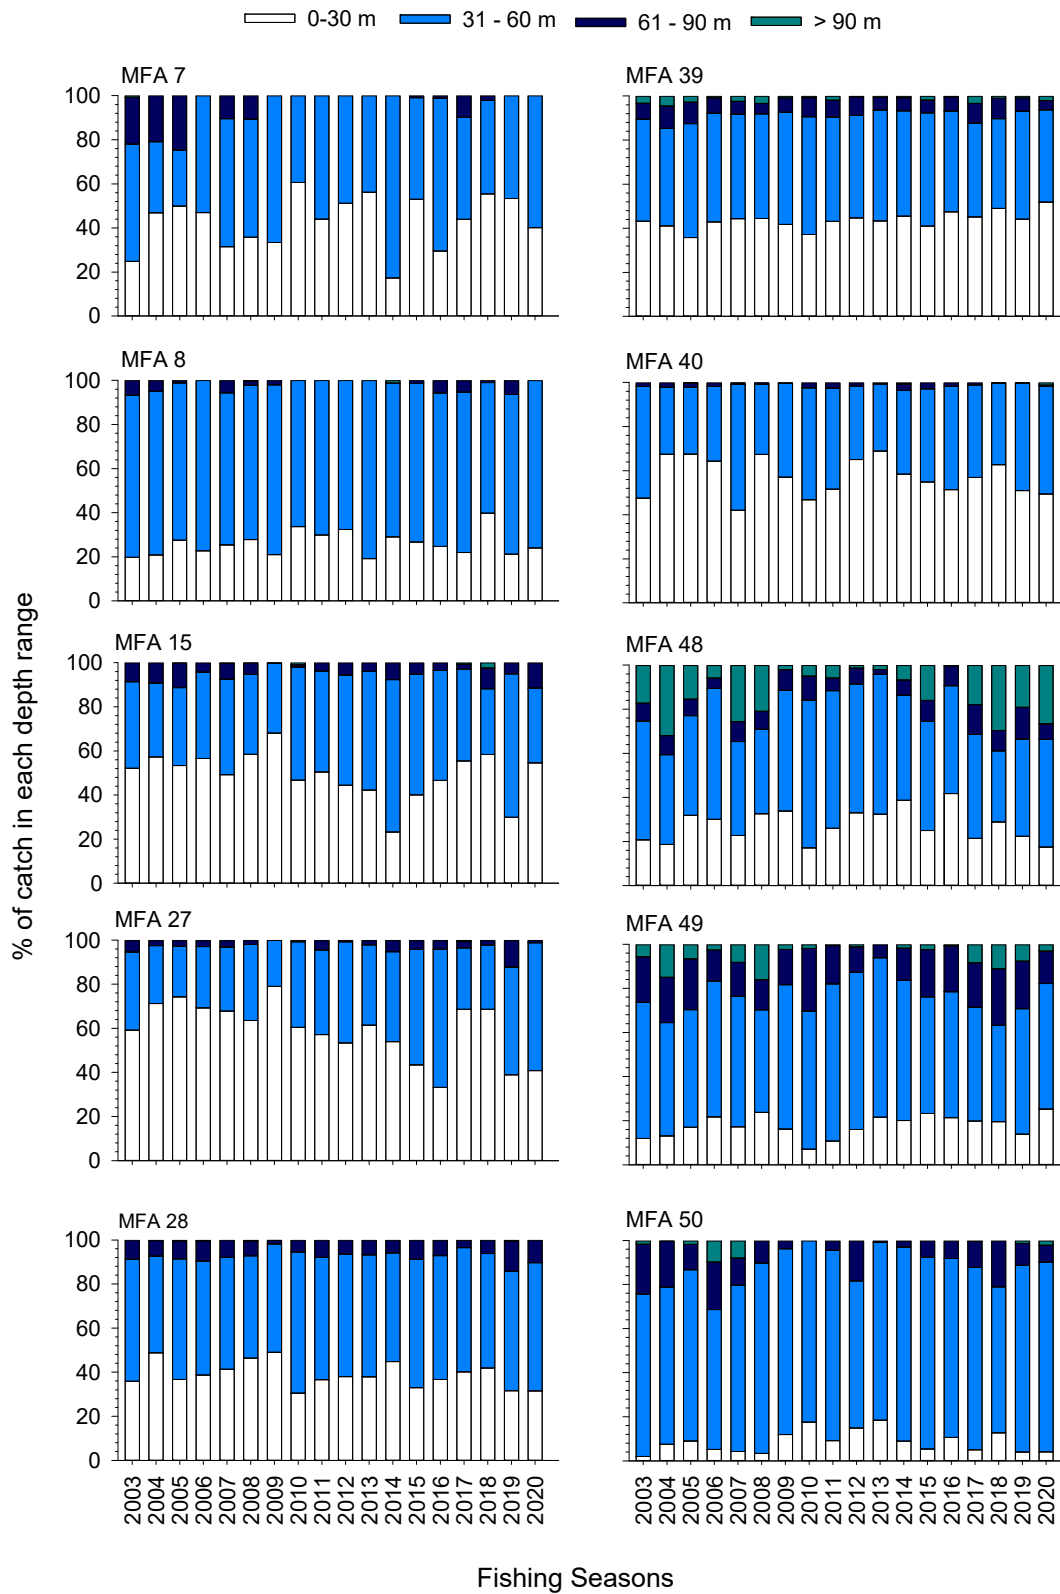 0-30 m 31 - 60 m 61 - 90 m > 90 m
MFA 7
100
80
60
40
20
0
MFA 39
MFA 8
100
80
60
40
20
0
MFA 40
MFA 15
100
80
60
40
20
0
MFA 48
MFA 27
100
80
60
40
20
0
MFA 49
MFA 28
100
80
60
40
20
0
MFA 50
% of catch in each depth range
2003 2004 2005 2006 2007 2008 2009 2010 2011 2012 2013 2014 2015 2016 2017 2018 2019 2020
2003 2004 2005 2006 2007 2008 2009 2010 2011 2012 2013 2014 2015 2016 2017 2018 2019 2020
Fishing Seasons